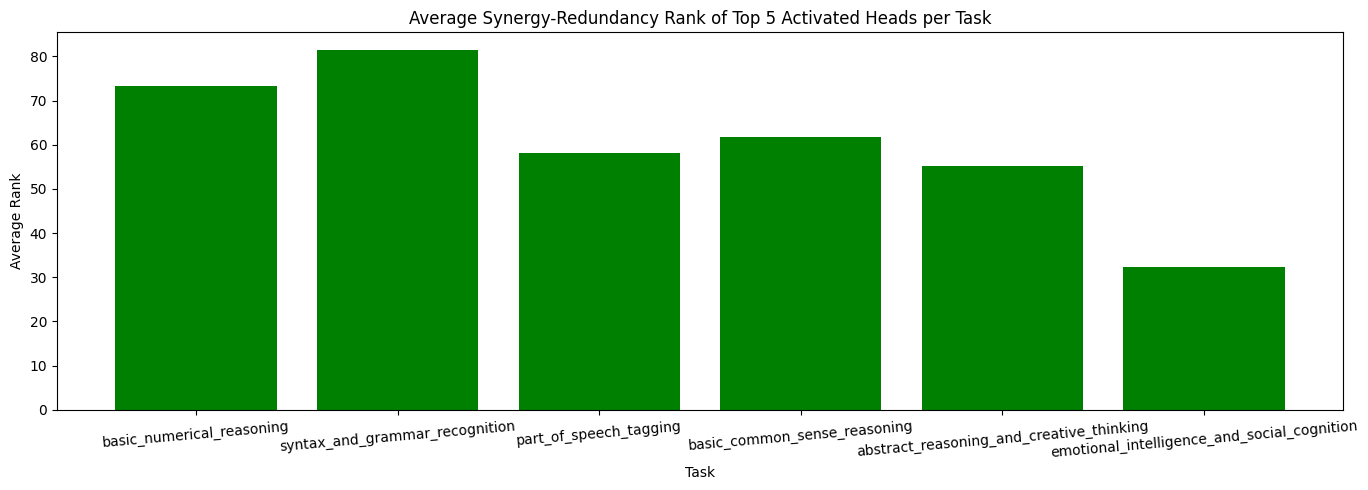 Average Synergy-Redundancy Rank of Top 5 Activated Heads per Task
Average Rank
80
70
60
50
40
30
20
10
0
basic_numerical_reasoning
syntax_and_grammar_recognition
part_of_speech_tagging
basic_common_sense_reasoning
abstract_reasoning_and_creative_thinking
emotional_intelligence_and_social_cognition
Task